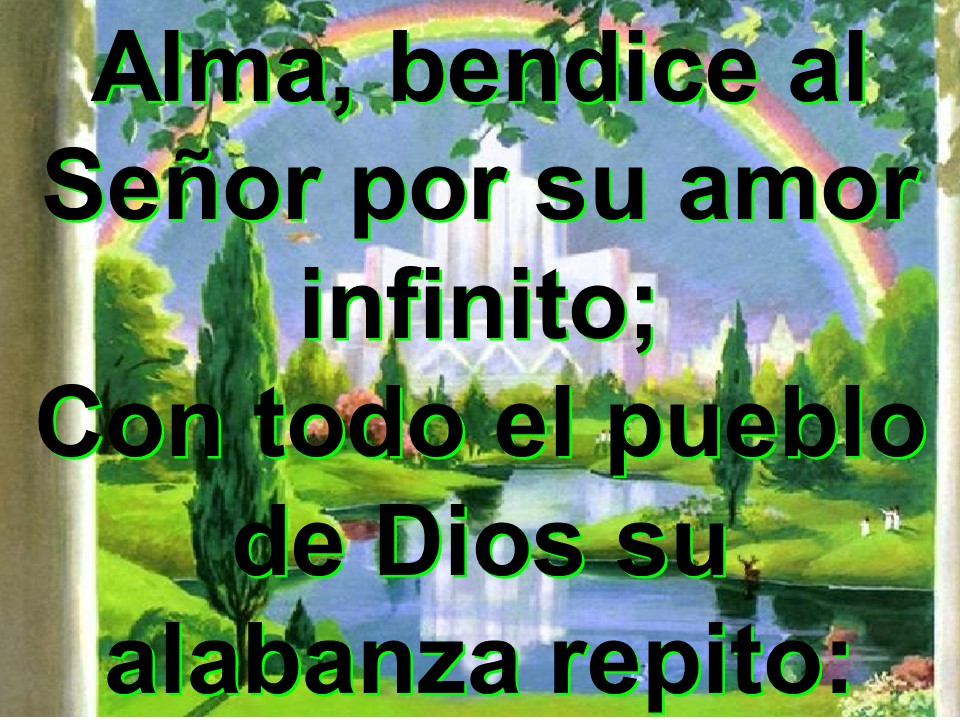 Alma, bendice al
Señor por su amor
infinito;
Con todo el pueblo
de Dios su
alabanza repito: